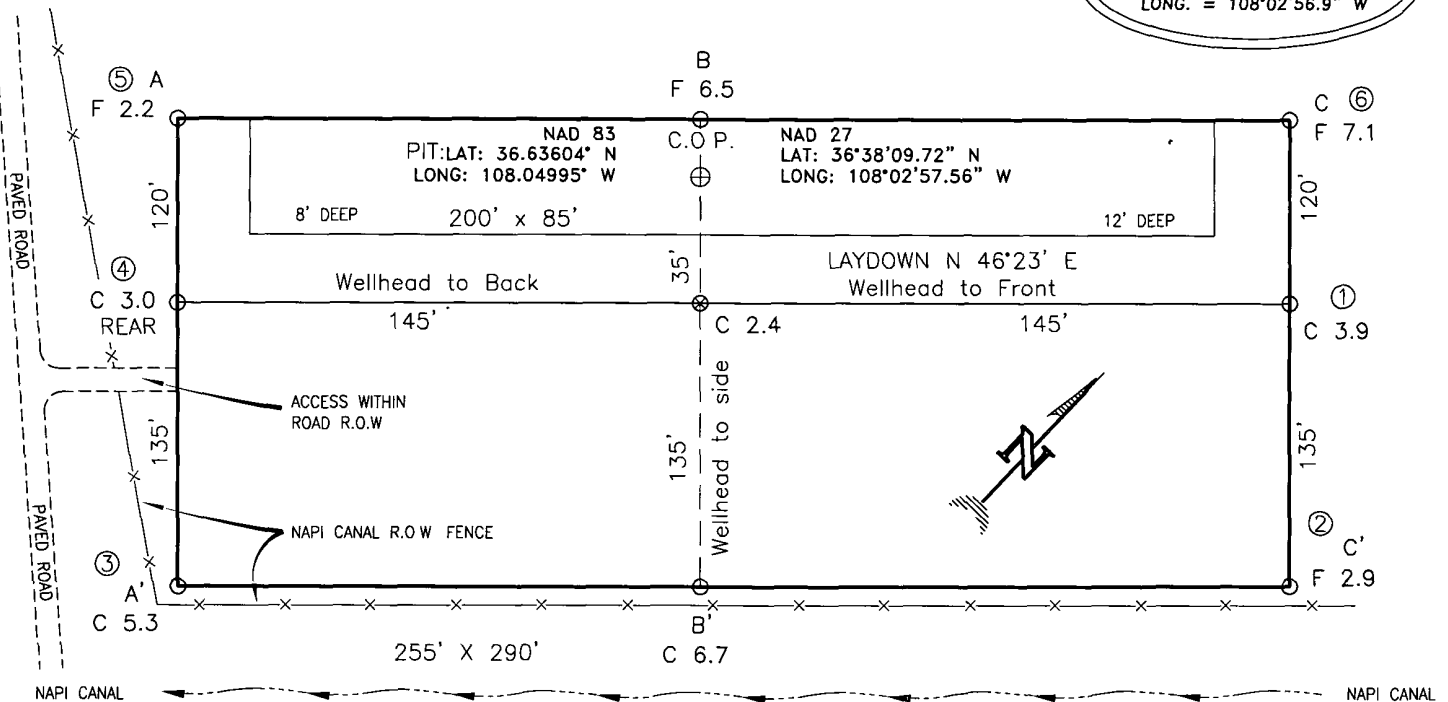 LONG. = 108°02'56.9" W
⑤ A
F 2.2
B
F 6.5
C ⑥
F 7.1
C.O P.
NAD 83
PIT:LAT: 36.63604° N
LONG: 108.04995° W
NAD 27
LAT: 36°38'09.72" N
LONG: 108°02'57.56" W
PAVED ROAD
120'
120'
8' DEEP
200' x 85'
12' DEEP
35'
④
C 3.0
REAR
Wellhead to Back
145'
LAYDOWN N 46°23' E
Wellhead to Front
145'
①
C 3.9
C 2.4
ACCESS WITHIN
ROAD R.O.W
135'
135'
Wellhead to side
135'
N
NAPI CANAL R.O W FENCE
PAVED ROAD
③
A'
C 5.3
②
C'
F 2.9
B'
C 6.7
255' X 290'
NAPI CANAL
NAPI CANAL